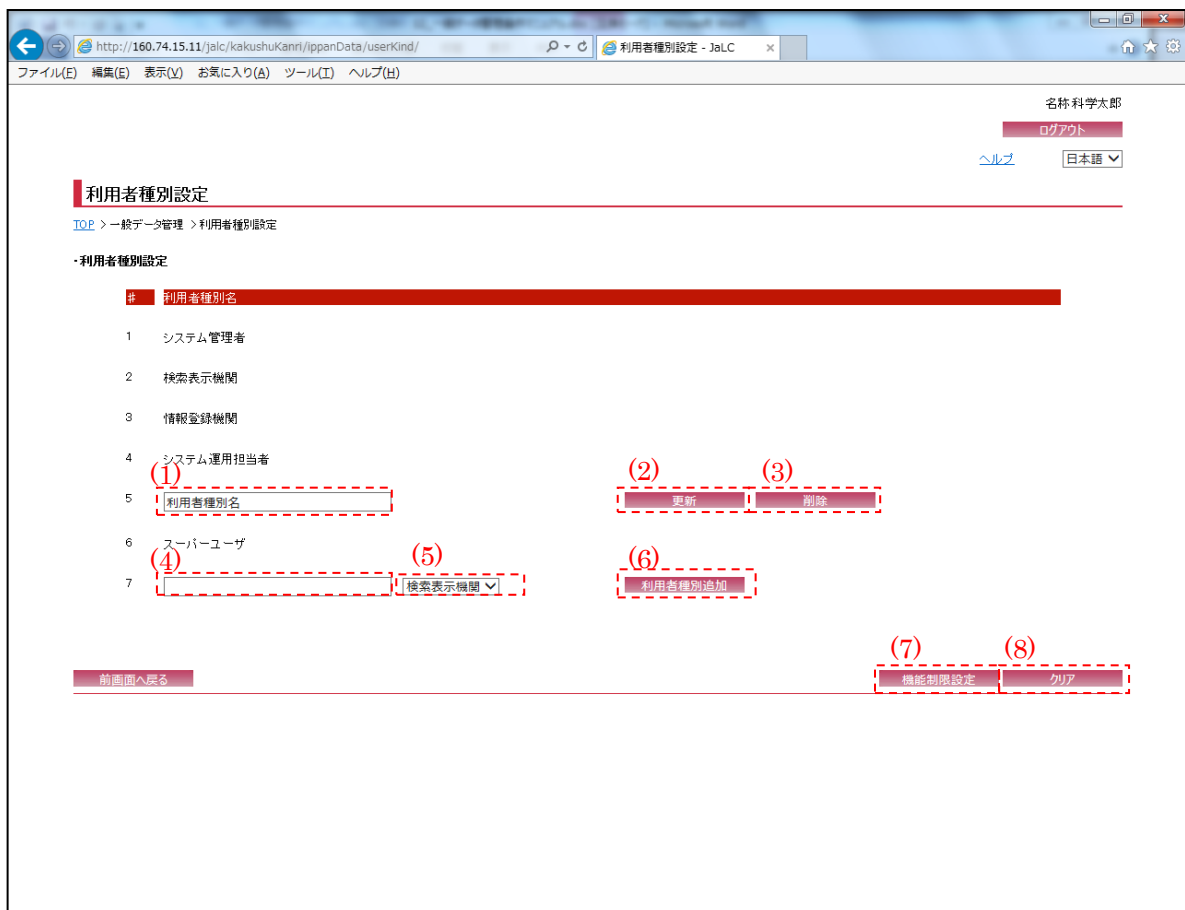 http://160.74.15.11/jalc/kakushuKanri/ippanData/userKind/
利用者種別設定 - JaLC
ファイル(F) 編集(E) 表示(V) お気に入り(A) ツール(T) ヘルプ(H)
名称 科学太郎
ログアウト
ヘルプ 日本語
利用者種別設定
TOP >一般データ管理 >利用者種別設定
・利用者種別設定
# 利用者種別名
1 システム管理者
2 検索表示機関
3 情報登録機関
4 システム運用担当者
(1) (2) (3)
5 利用者種別名 更新 削除
6 スーパーユーザ
(4) (5) (6)
7 検索表示機関 利用者種別追加
(7) (8)
前画面へ戻る 機能制限設定 クリア